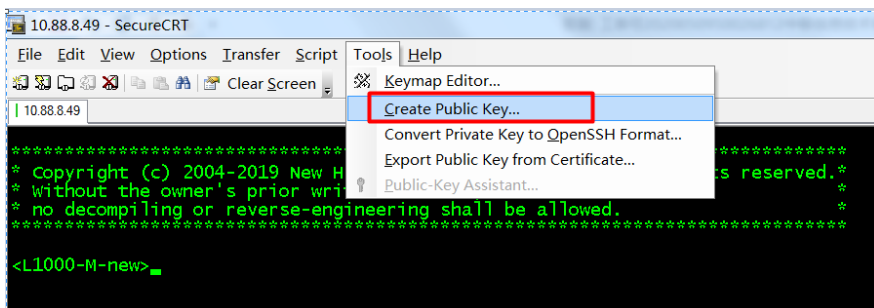 10.88.8.49 - SecureCRT
File Edit View Options Transfer Script Tools Help
Clear Screen
Keymap Editor...
10.88.8.49
Create Public Key...
Convert Private Key to OpenSSH Format...
Export Public Key from Certificate...
Public-Key Assistant...
*******************************************************************************
* Copyright (c) 2004-2019 New H s reserved.*
* Without the owner's prior wri *
* no decompiling or reverse-engineering shall be allowed. *
*******************************************************************************
<L1000-M-new>